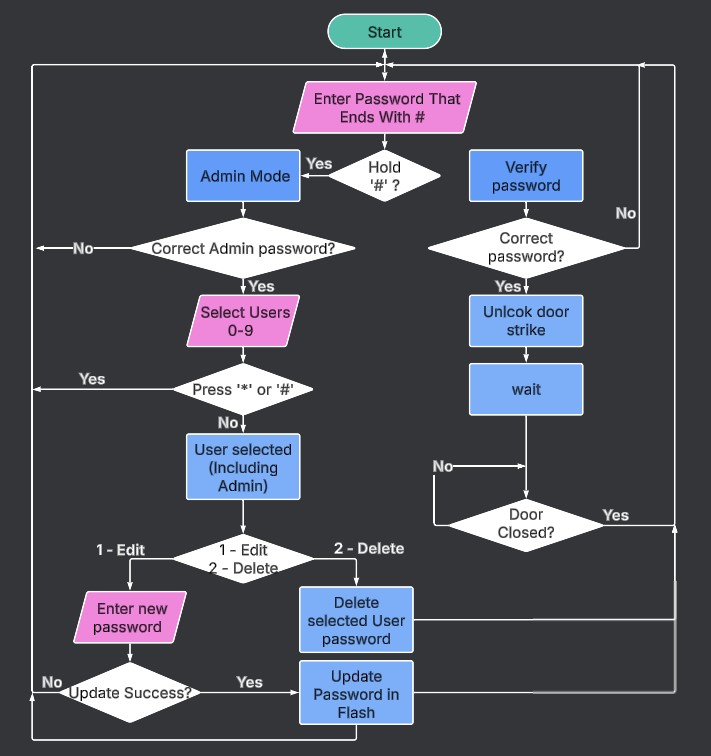 Start
Enter Password That
Ends With #
Hold
'#' ?
Yes
Admin Mode
Verify
password
No
Correct Admin password?
No
Correct
password?
Yes
Yes
Select Users
0-9
Unlcok door
strike
Yes
Press '*' or '#'
wait
No
User selected
(Including
Admin)
No
Door
Closed?
Yes
1 - Edit
1 - Edit
2 - Delete
2 - Delete
Enter new
password
Delete
selected User
password
No
Update Success?
Yes
Update
Password in
Flash